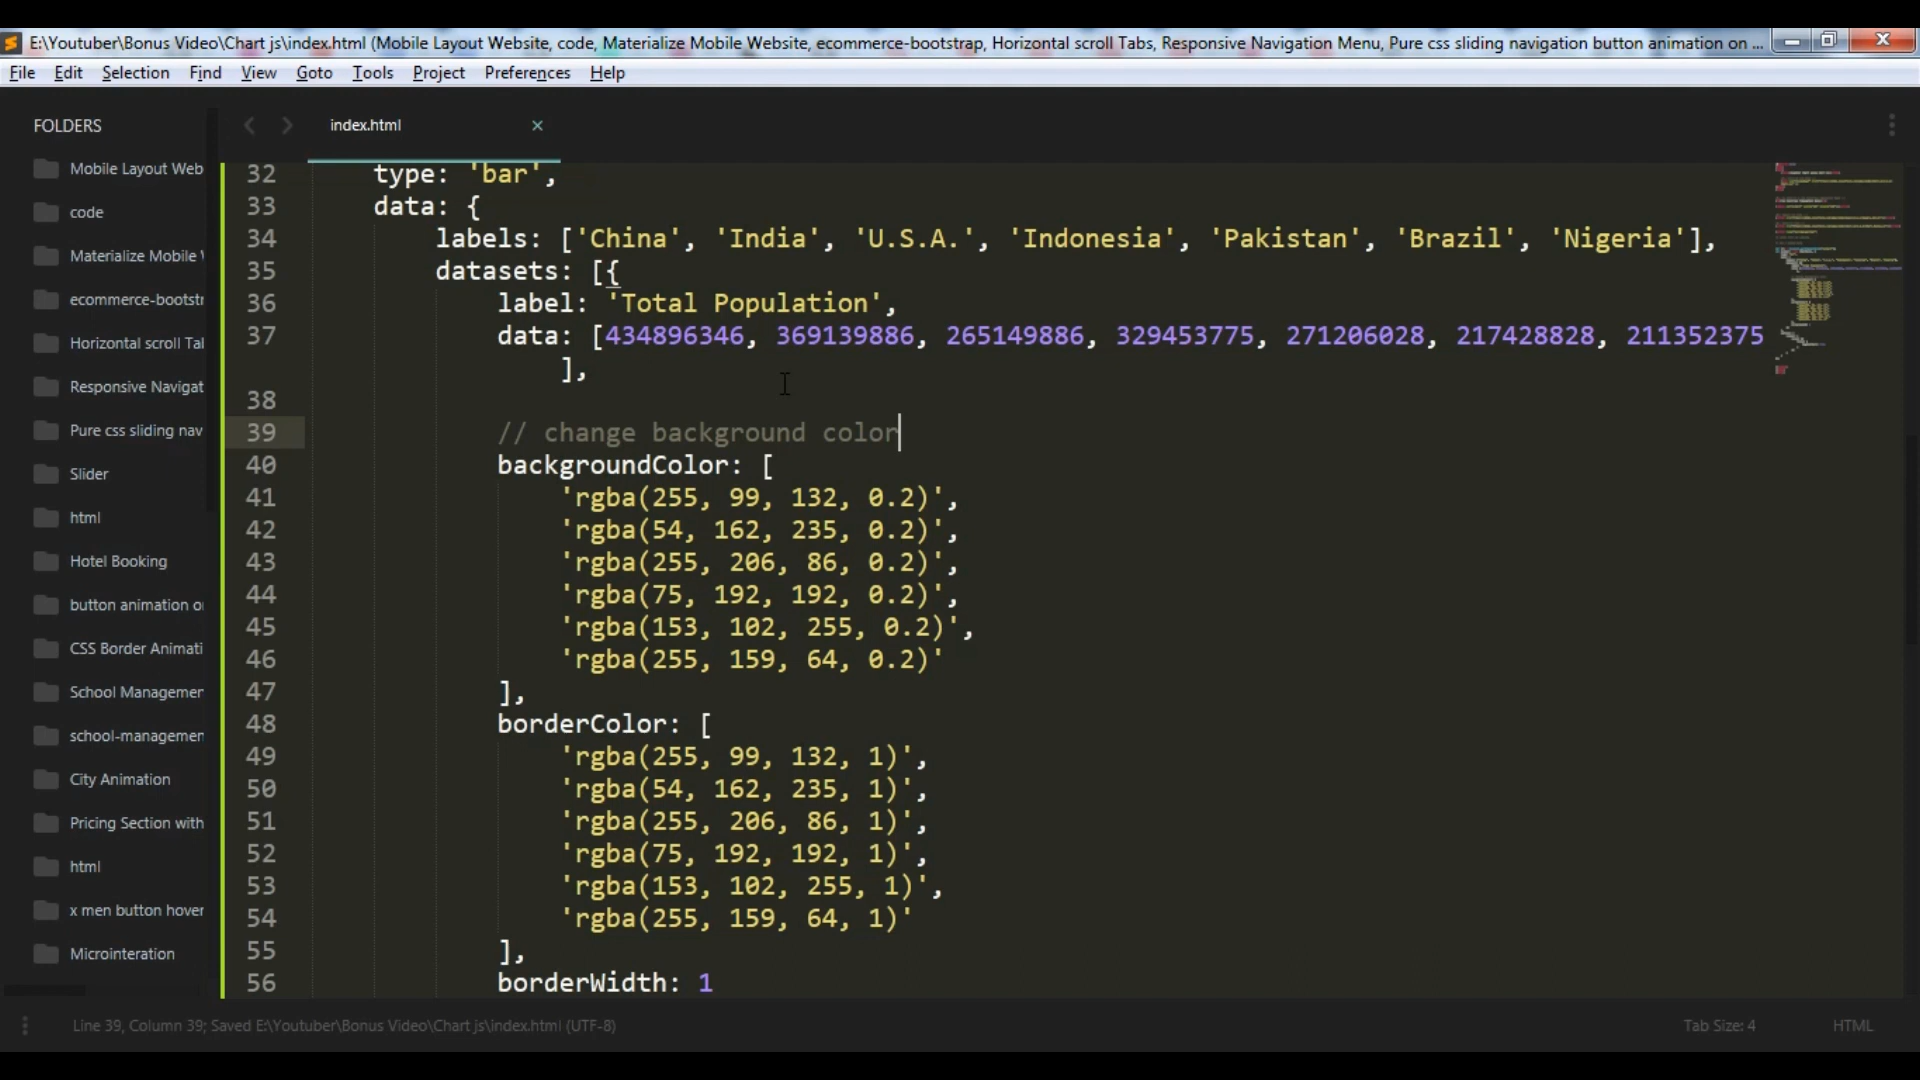 E:\Youtuber\Bonus Video\Chart js\index.html (Mobile Layout Website, code, Materialize Mobile Website, ecommerce-bootstrap, Horizontal scroll Tabs, Responsive Navigation Menu, Pure css sliding navigation button animation on ...
File Edit Selection Find View Goto Tools Project Preferences Help
FOLDERS
index.html
Mobile Layout Web
code
Materialize Mobile
ecommerce-bootstr
Horizontal scroll Tal
Responsive Navigat
Pure css sliding nav
Slider
html
Hotel Booking
button animation o
CSS Border Animati
School Managemer
school-managemen
City Animation
Pricing Section with
html
x men button hover
Microinteration
32 type: 'bar',
33 data: {
34 labels: ['China', 'India', 'U.S.A.', 'Indonesia', 'Pakistan', 'Brazil', 'Nigeria'],
35 datasets: [{
36 label: 'Total Population',
37 data: [434896346, 369139886, 265149886, 329453775, 271206028, 217428828, 211352375
],
38
39 // change background color
40 backgroundColor: [
41 'rgba(255, 99, 132, 0.2)',
42 'rgba(54, 162, 235, 0.2)',
43 'rgba(255, 206, 86, 0.2)',
44 'rgba(75, 192, 192, 0.2)',
45 'rgba(153, 102, 255, 0.2)',
46 'rgba(255, 159, 64, 0.2)'
47 ],
48 borderColor: [
49 'rgba(255, 99, 132, 1)',
50 'rgba(54, 162, 235, 1)',
51 'rgba(255, 206, 86, 1)',
52 'rgba(75, 192, 192, 1)',
53 'rgba(153, 102, 255, 1)',
54 'rgba(255, 159, 64, 1)'
55 ],
56 borderWidth: 1
Line 39, Column 39; Saved E:\Youtuber\Bonus Video\Chart js\index.html (UTF-8)
Tab Size: 4
HTML